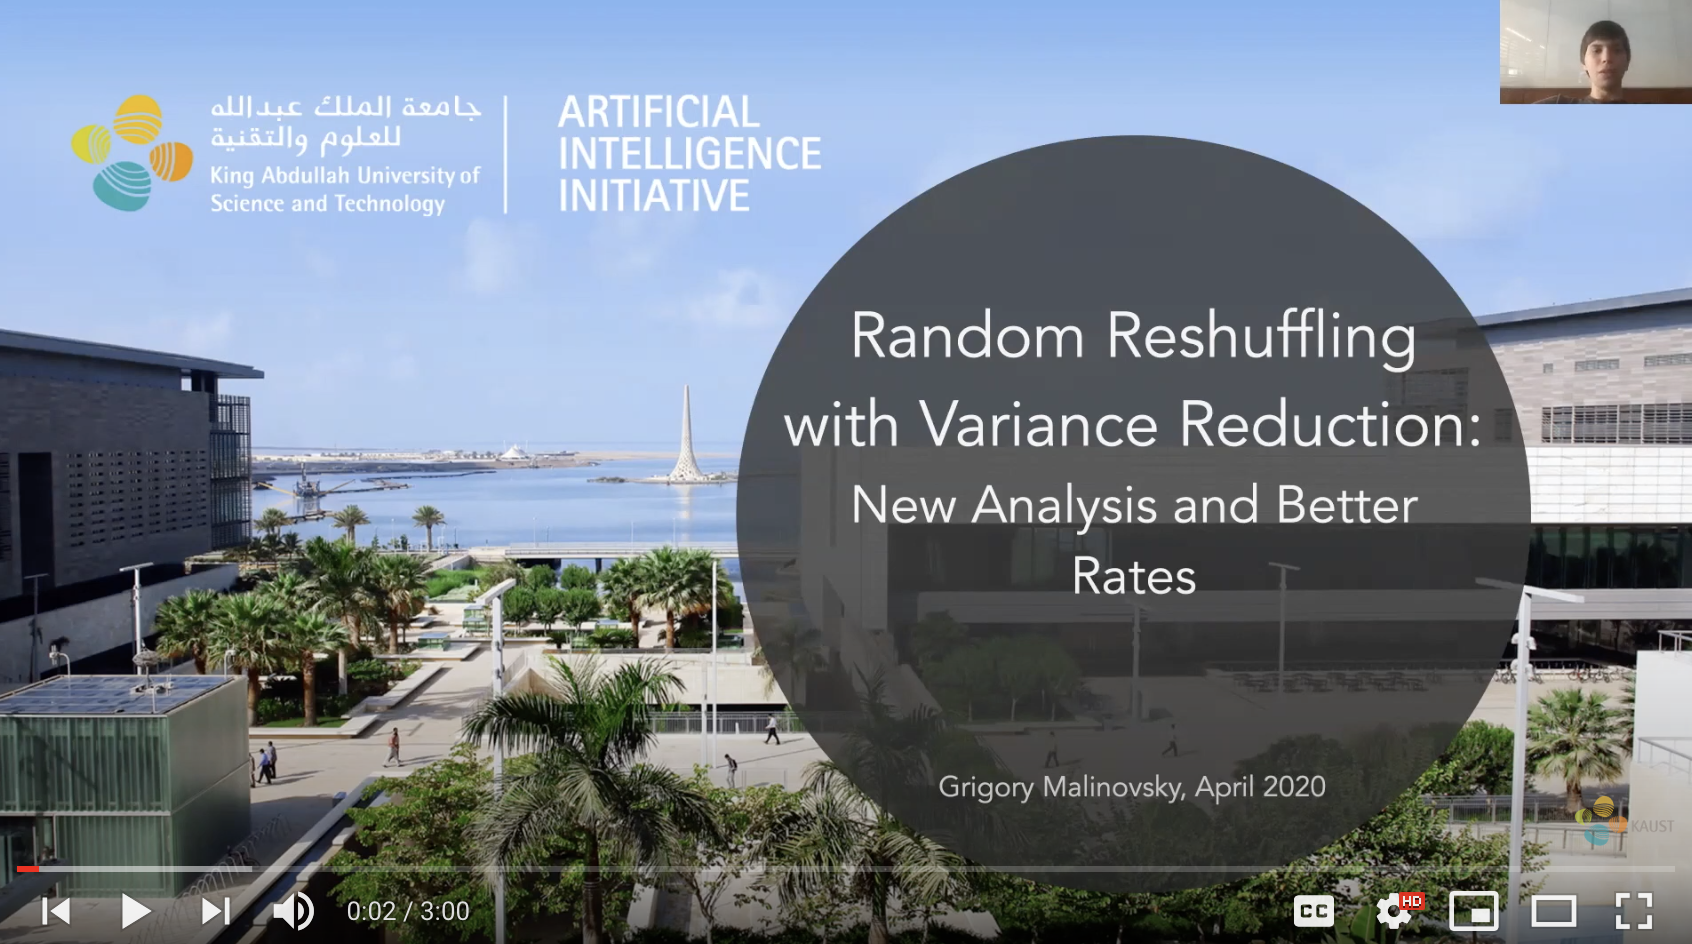 جامعة الملك عبدالله
للعلوم والتقنية
King Abdullah University of
Science and Technology
ARTIFICIAL
INTELLIGENCE
INITIATIVE
Random Reshuffling
with Variance Reduction:
New Analysis and Better
Rates
Grigory Malinovsky, April 2020
KAUST
0:02 / 3:00
CC
HD